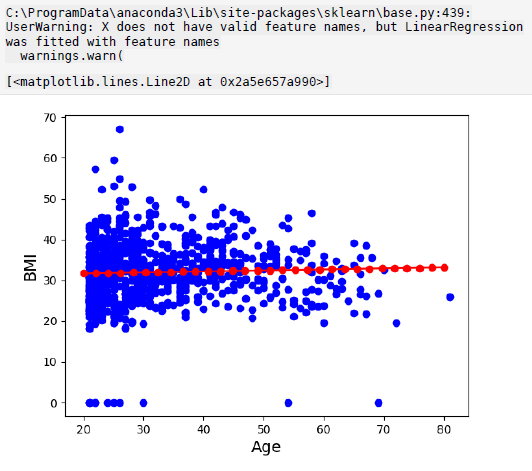 C:\ProgramData\anaconda3\Lib\site-packages\sklearn\base.py:439:
UserWarning: X does not have valid feature names, but LinearRegression
was fitted with feature names
  warnings.warn(
[<matplotlib.lines.Line2D at 0x2a5e657a990>]
70
60
50
40
30
20
10
0
BMI
20 30 40 50 60 70 80
Age